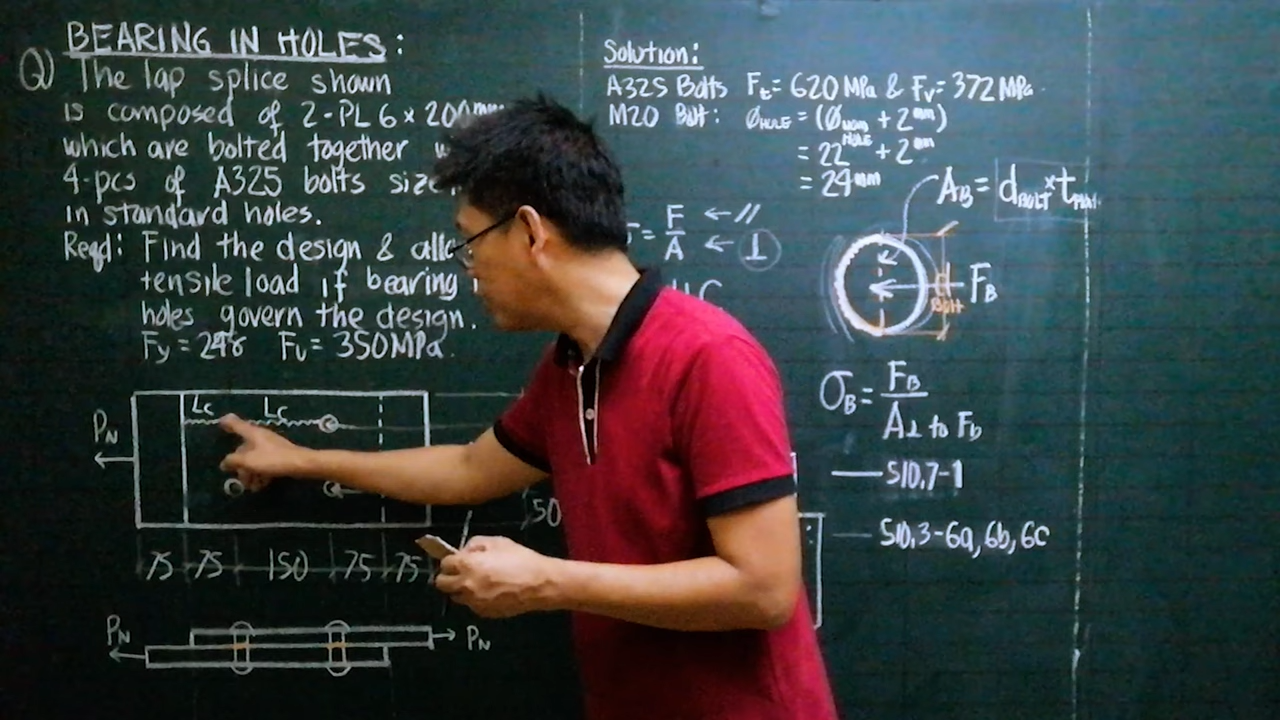 BEARING IN HOLES:
Q) The lap splice shown
is composed of 2-PL 6 × 200mm
which are bolted together
4-pcs of A325 bolts size
in standard holes.
Reqd: Find the design &
tensile load if bearing
holes govern the design.
Fy = 248 Fu = 350MPa.
Lc Lc
PN
75 75 150 75 75
50
PN
PN
Solution:
A325 Bolts Ft = 620 MPa & Fv = 372 MPa
M20 Bolt: ØHOLE = (ØNOM HOLE + 2mm)
= 22 + 2mm
= 24mm
= F/A ← //
← ⊥
AB = dBOLT × tPLATE
FB
Bolt
σB = FB / A⊥ to Fb
510.7-1
510.3-6a, 6b, 6c